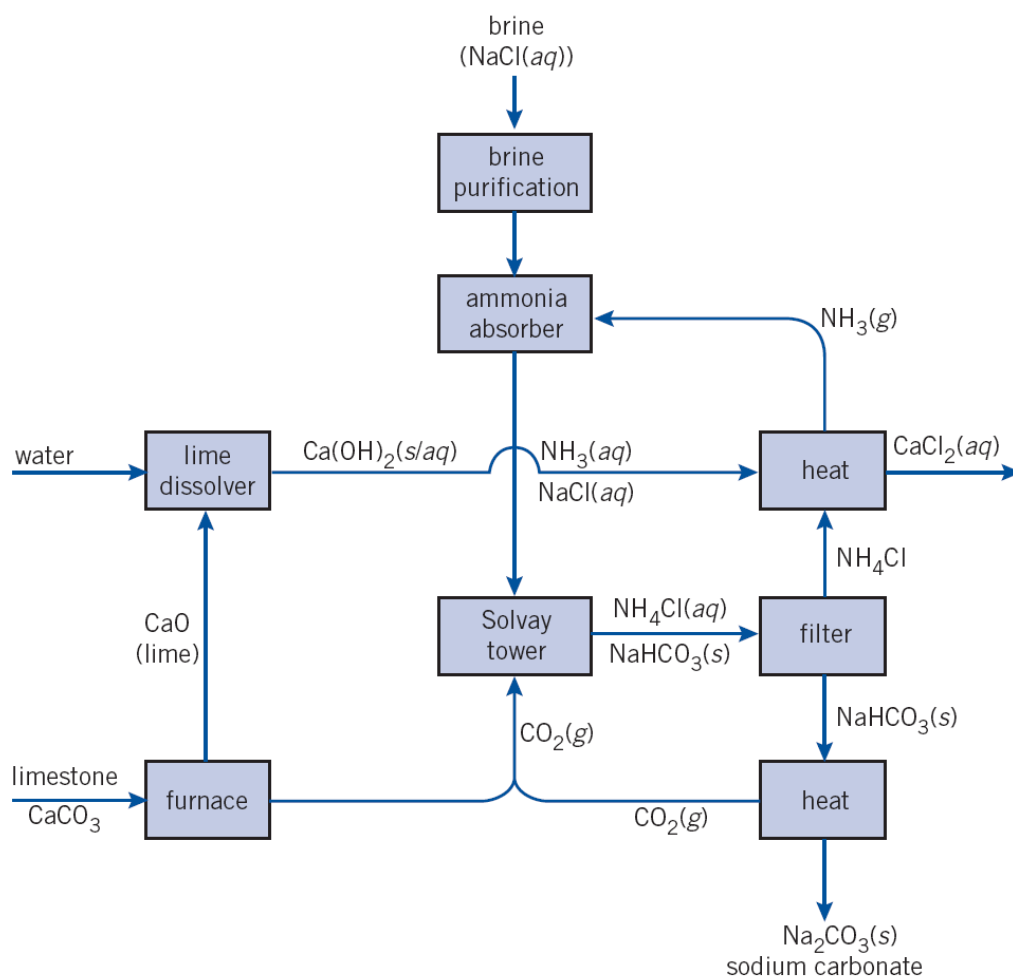 brine
(NaCl(aq))
brine
purification
ammonia
absorber
NH₃(g)
water
lime
dissolver
Ca(OH)₂(s/aq)
NH₃(aq)
NaCl(aq)
heat
CaCl₂(aq)
NH₄Cl
CaO
(lime)
Solvay
tower
NH₄Cl(aq)
NaHCO₃(s)
filter
NaHCO₃(s)
CO₂(g)
limestone
CaCO₃
furnace
CO₂(g)
heat
Na₂CO₃(s)
sodium carbonate